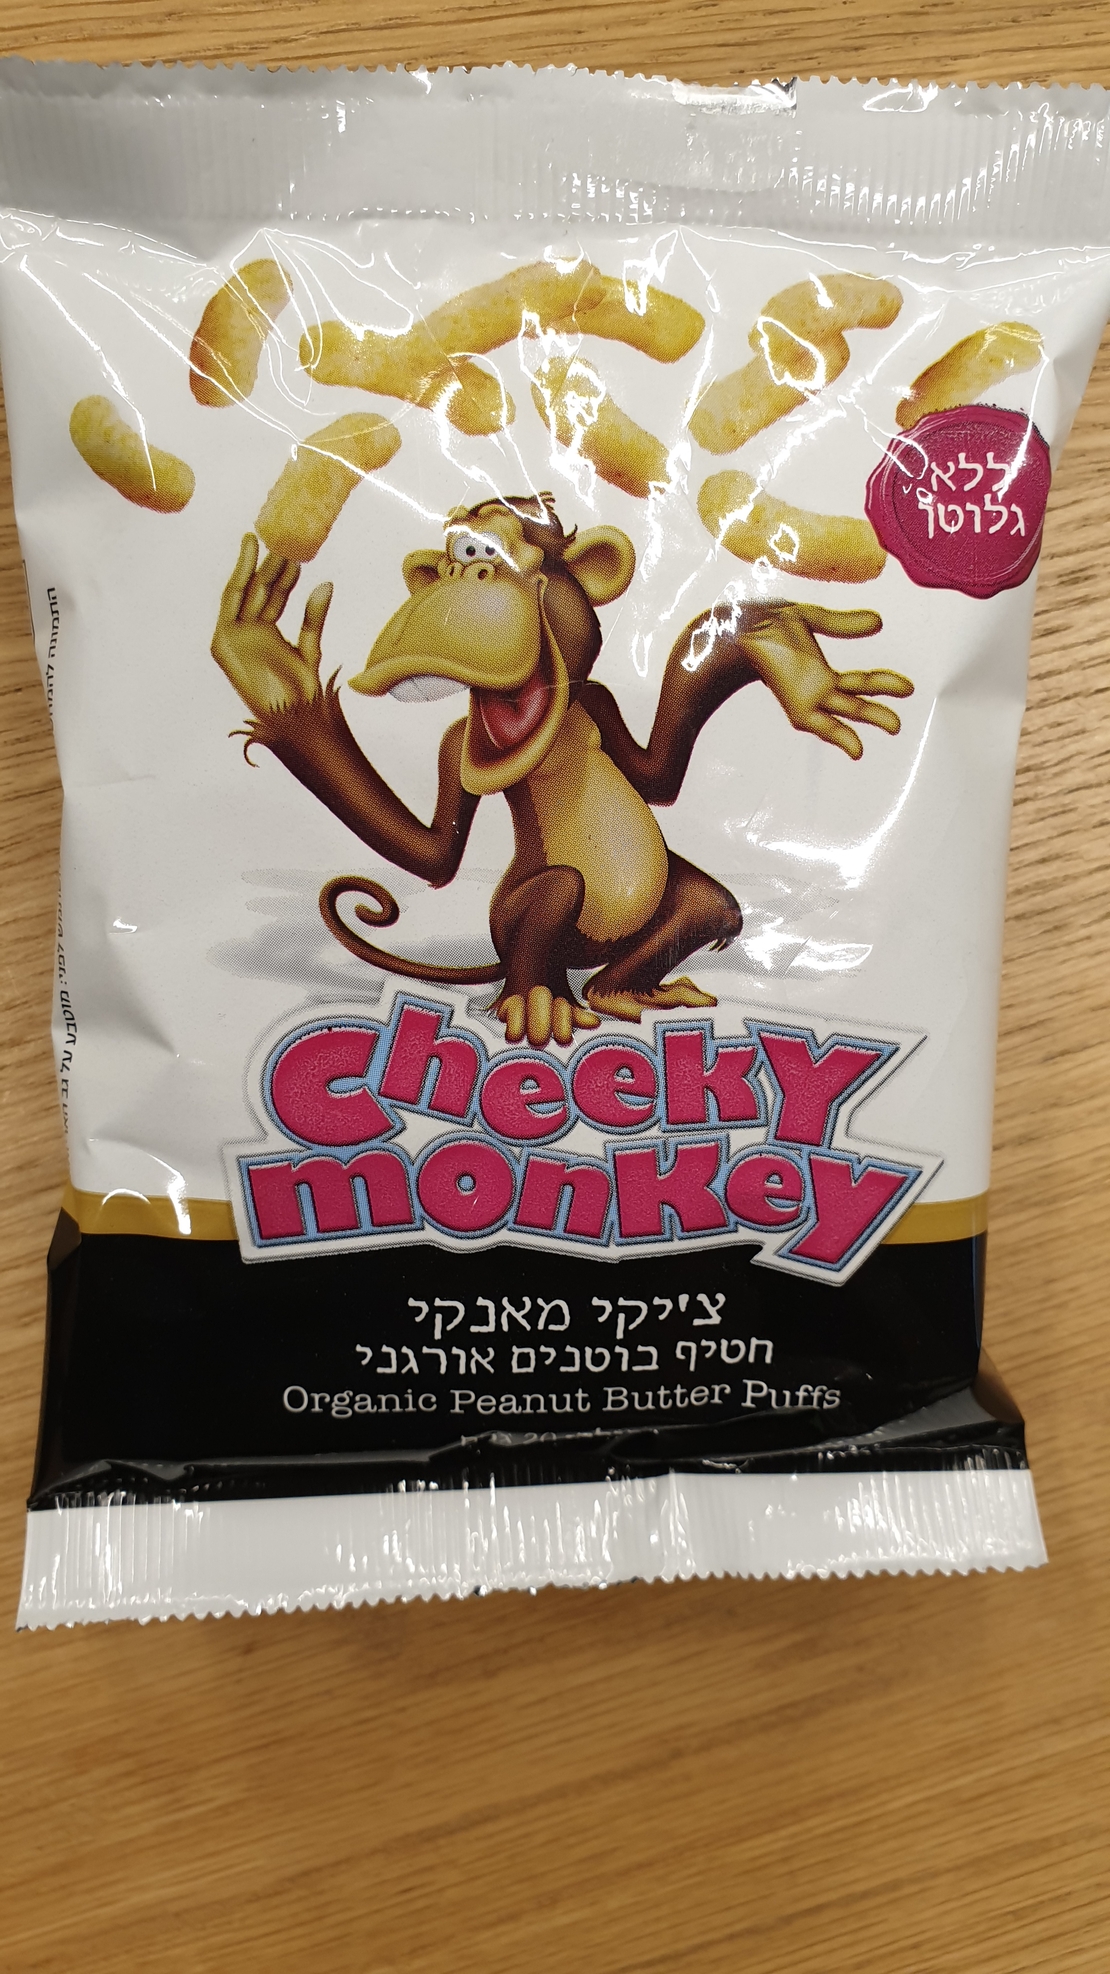 ללא
גלוטן
cheeky
monkey
צ'יקי מאנקי
חטיף בוטנים אורגני
Organic Peanut Butter Puffs